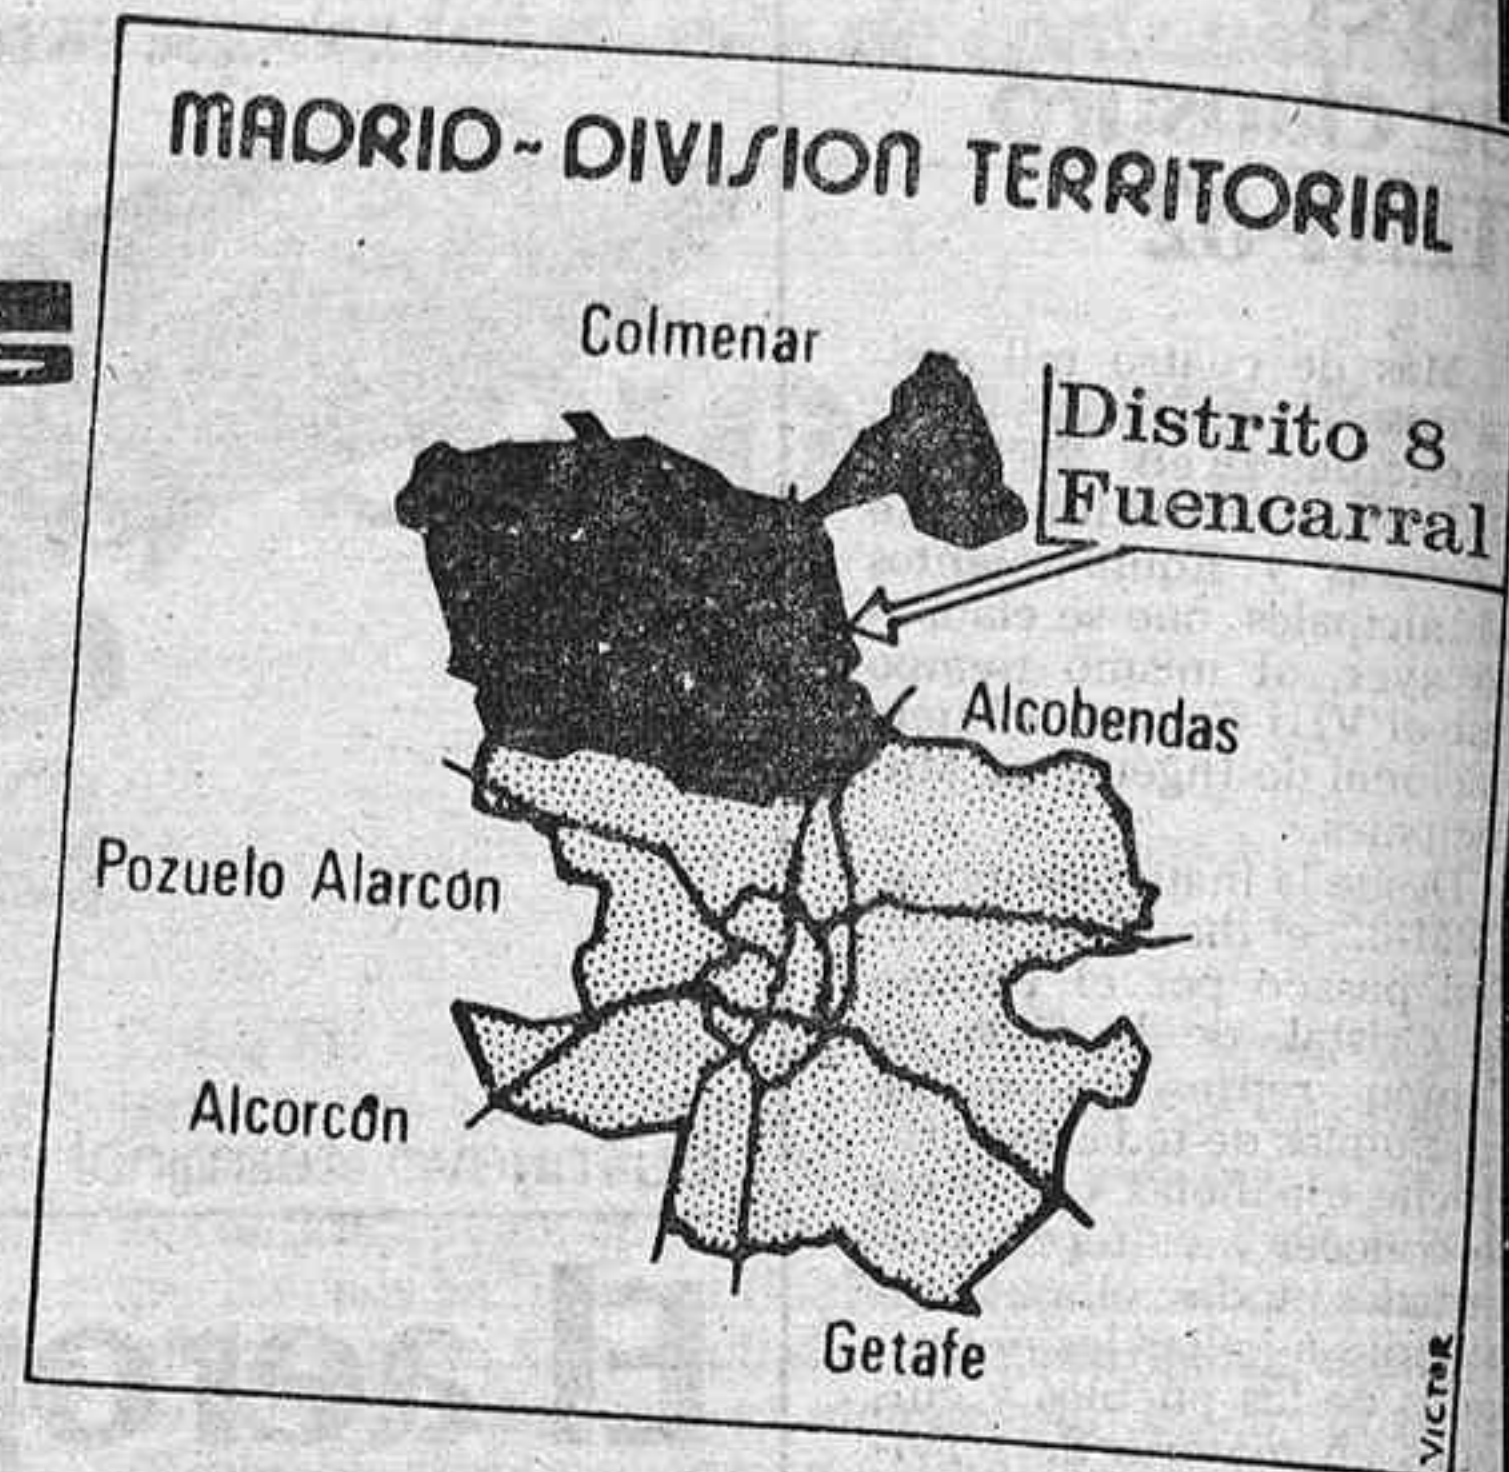 MADRID~DIVISION TERRITORIAL
Colmenar
Distrito 8
Fuencarral
Alcobendas
Pozuelo Alarcón
Alcorcón
Getafe
VICTOR